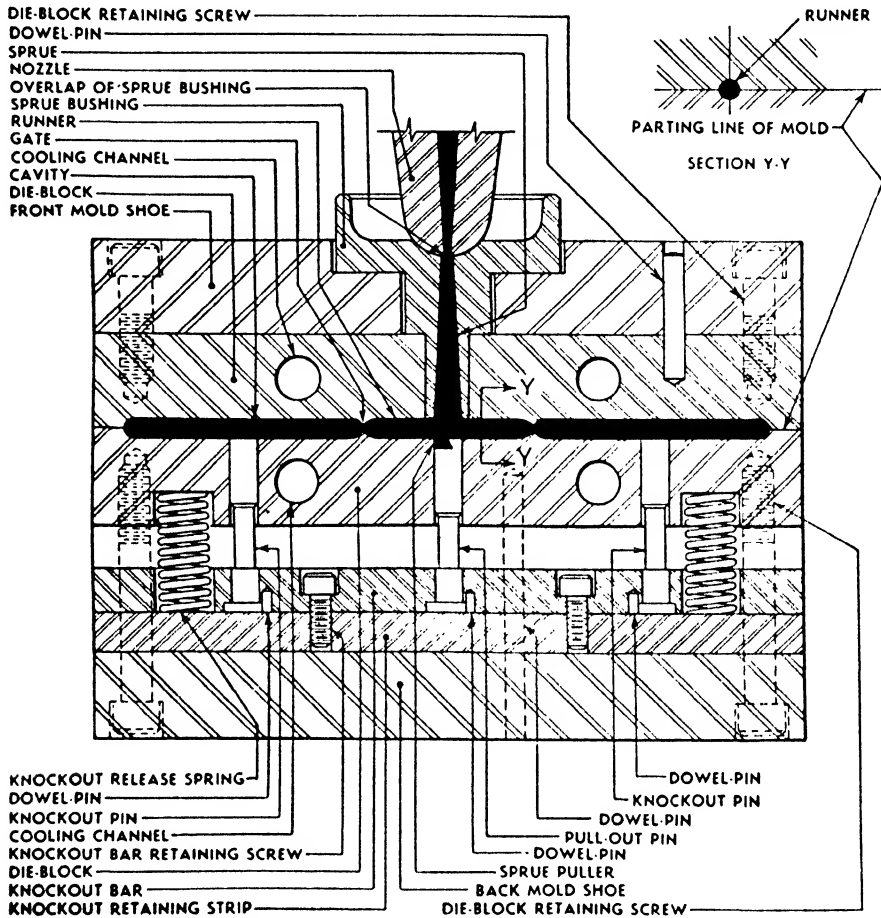 DIE-BLOCK RETAINING SCREW
DOWEL-PIN
SPRUE
NOZZLE
OVERLAP OF SPRUE BUSHING
SPRUE BUSHING
RUNNER
GATE
COOLING CHANNEL
CAVITY
DIE-BLOCK
FRONT MOLD SHOE
RUNNER
PARTING LINE OF MOLD
SECTION Y-Y
Y
Y
KNOCKOUT RELEASE SPRING
DOWEL-PIN
KNOCKOUT PIN
COOLING CHANNEL
KNOCKOUT BAR RETAINING SCREW
DIE-BLOCK
KNOCKOUT BAR
KNOCKOUT RETAINING STRIP
DOWEL-PIN
KNOCKOUT PIN
DOWEL-PIN
PULL-OUT PIN
DOWEL-PIN
SPRUE PULLER
BACK MOLD SHOE
DIE-BLOCK RETAINING SCREW